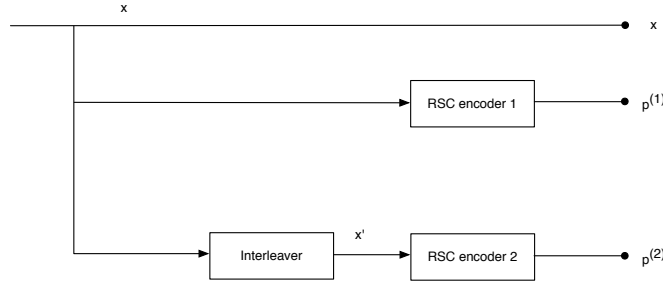 x
x
RSC encoder 1
p(1)
x'
Interleaver
RSC encoder 2
p(2)